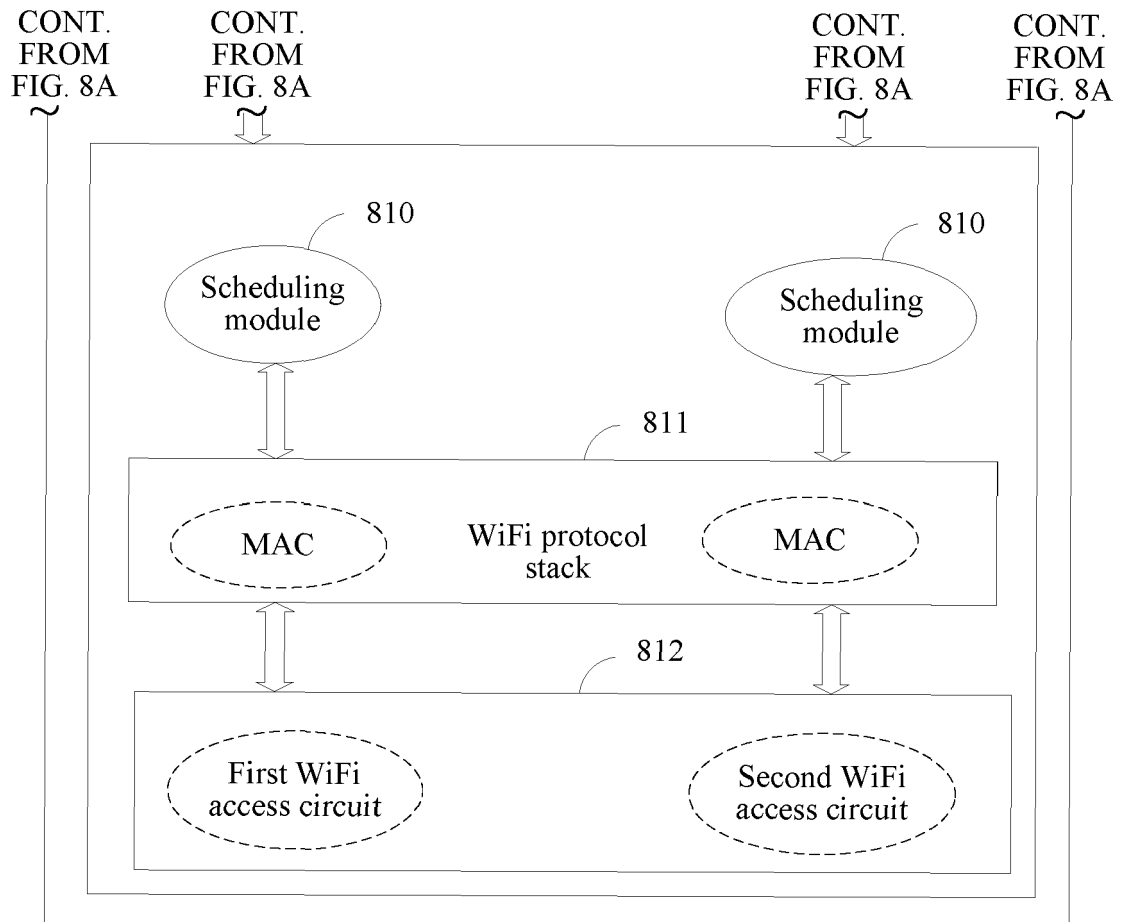 CONT.
FROM
FIG. 8A
CONT.
FROM
FIG. 8A
CONT.
FROM
FIG. 8A
CONT.
FROM
FIG. 8A
810
Scheduling
module
810
Scheduling
module
811
MAC
WiFi protocol
stack
MAC
812
First WiFi
access circuit
Second WiFi
access circuit